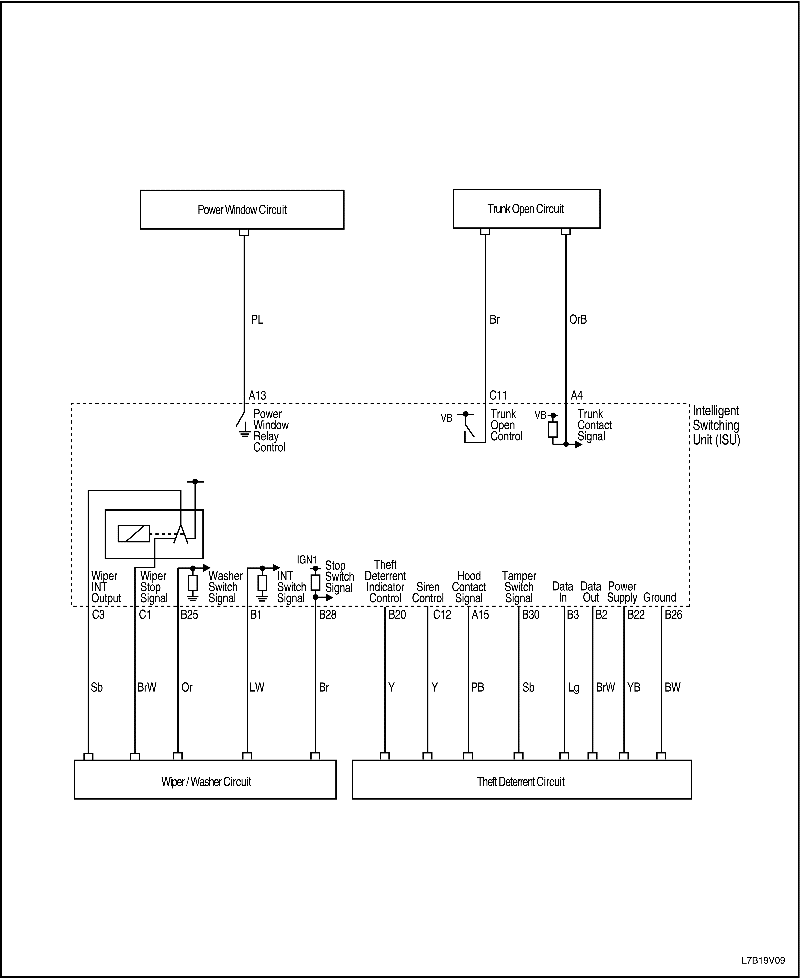 Power Window Circuit
Trunk Open Circuit
PL
Br
OrB
A13
C11
A4
Power
Window
Relay
Control
VB
Trunk
Open
Control
VB
Trunk
Contact
Signal
Intelligent
Switching
Unit (ISU)
Wiper
INT
Output
Wiper
Stop
Signal
Washer
Switch
Signal
INT
Switch
Signal
IGN1
Stop
Switch
Signal
Theft
Deterrent
Indicator
Control
Siren
Control
Hood
Contact
Signal
Tamper
Switch
Signal
Data
In
Data
Out
Power
Supply
Ground
C3
C1
B25
B1
B28
B20
C12
A15
B30
B3
B2
B22
B26
Sb
BrW
Or
LW
Br
Y
Y
PB
Sb
Lg
BrW
YB
BW
Wiper / Washer Circuit
Theft Deterrent Circuit
L7B19V09